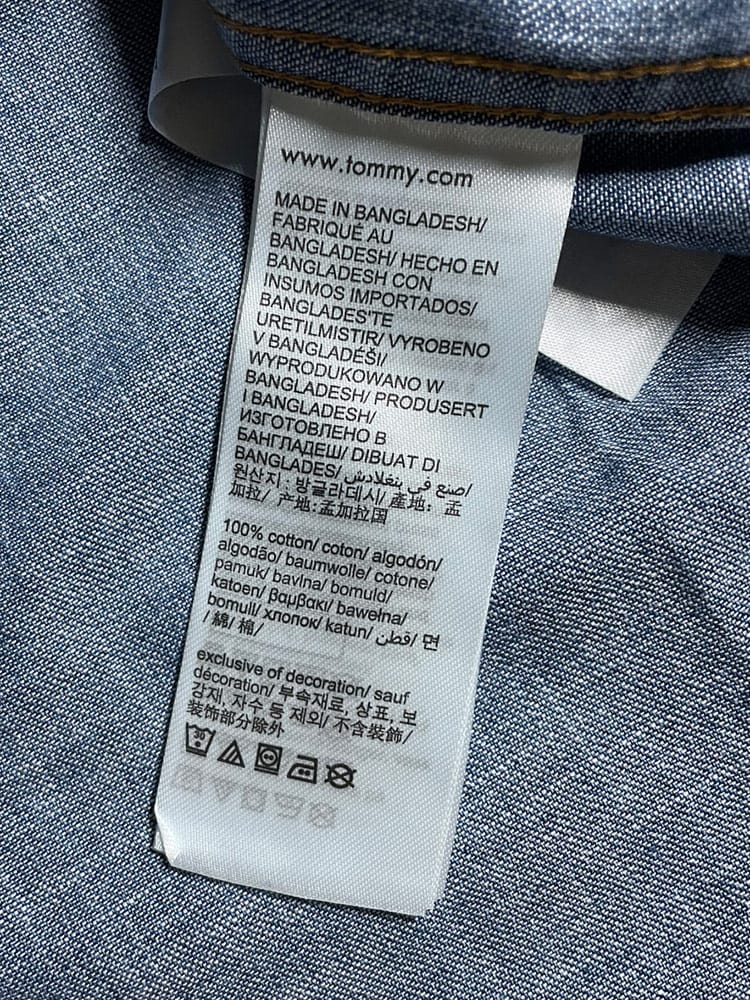 www.tommy.com
MADE IN BANGLADESH/
FABRIQUÉ AU
BANGLADESH/ HECHO EN
BANGLADESH CON
INSUMOS IMPORTADOS/
BANGLADES'TE
URETILMISTIR/ VYROBENO
V BANGLADÉŠI/
WYPRODUKOWANO W
BANGLADESH/ PRODUSERT
I BANGLADESH/
ИЗГОТОВЛЕНО В
БАНГЛАДЕШ/ DIBUAT DI
BANGLADES/ صنع في بنغلادش/
원산지 : 방글라데시/ 產地：孟
加拉/ 产地:孟加拉国
100% cotton/ coton/ algodón/
algodão/ baumwolle/ cotone/
pamuk/ bavlna/ bomuld/
katoen/ βαμβακι/ bawełna/
bomull/ хлопок/ katun/ قطن/ 면
/ 綿/ 棉/
exclusive of decoration/ sauf
décoration/ 부속재료, 상표, 보
강재, 자수 등 제외/ 不含裝飾/
装饰部分除外
30